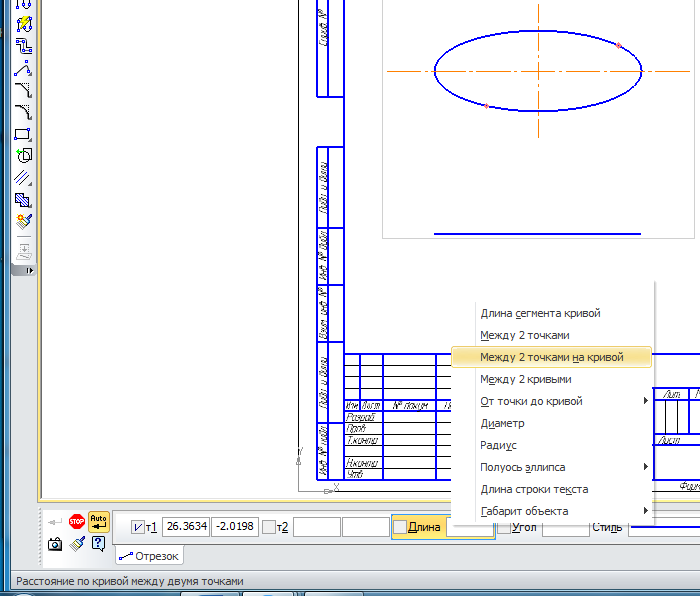 Справ. №
Подп. и дата
Инв. № дубл.
Взам. инв. №
Подп. и дата
Инв. № подл.
Изм. Лист № докум.
Разраб.
Пров.
Т.контр.
Н.контр.
Утв.
Лит.
Лист
Y
X
Длина сегмента кривой
Между 2 точками
Между 2 точками на кривой
Между 2 кривыми
От точки до кривой
Диаметр
Радиус
Полуось эллипса
Длина строки текста
Габарит объекта
STOP Auto т1 26.3634 -2.0198 т2 Длина Угол Стиль
Отрезок
Расстояние по кривой между двумя точками